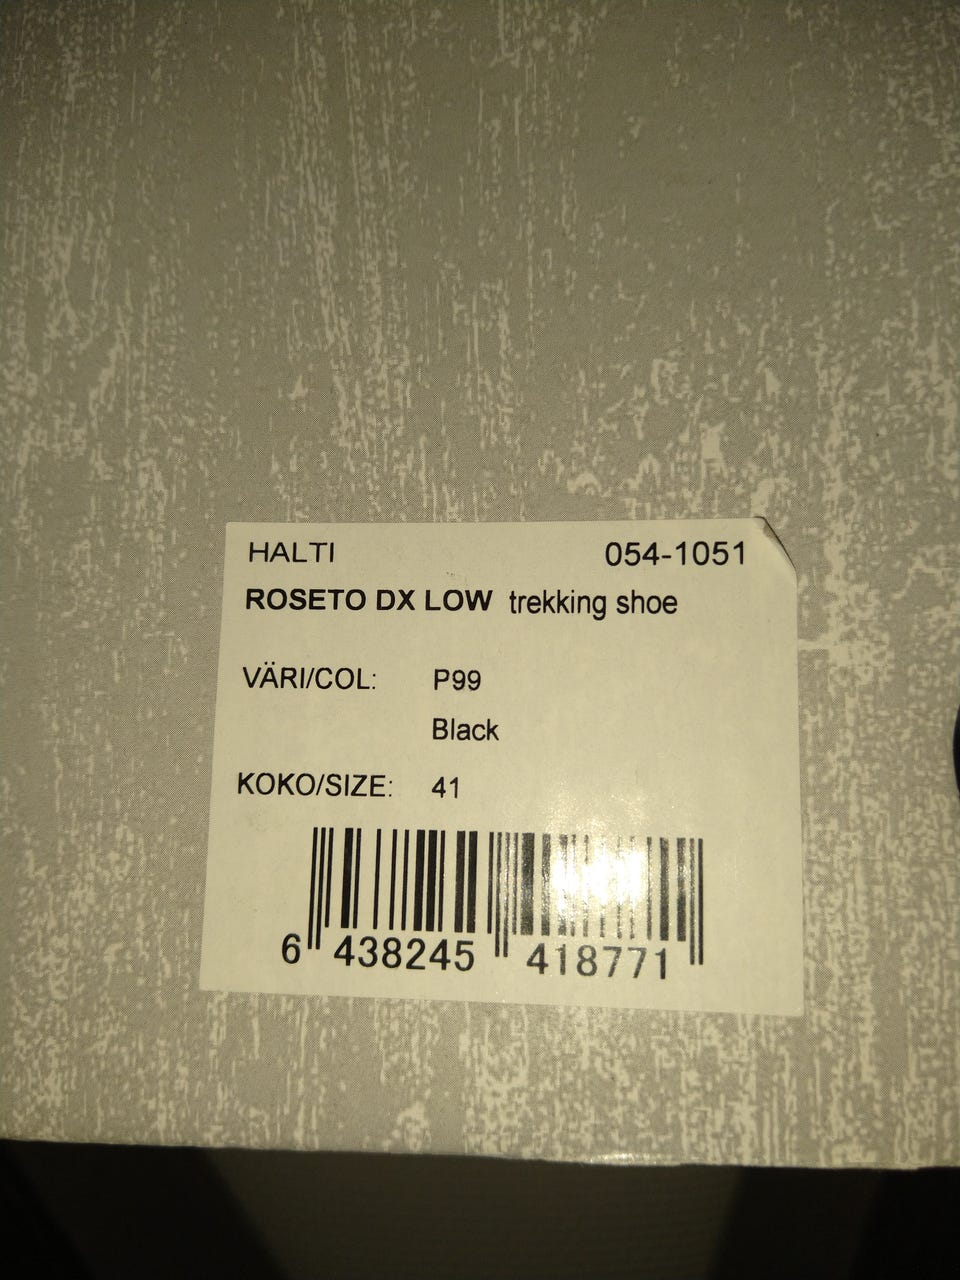 HALTI 054-1051
ROSETO DX LOW trekking shoe
VÄRI/COL: P99
Black
KOKO/SIZE: 41
6 438245 418771